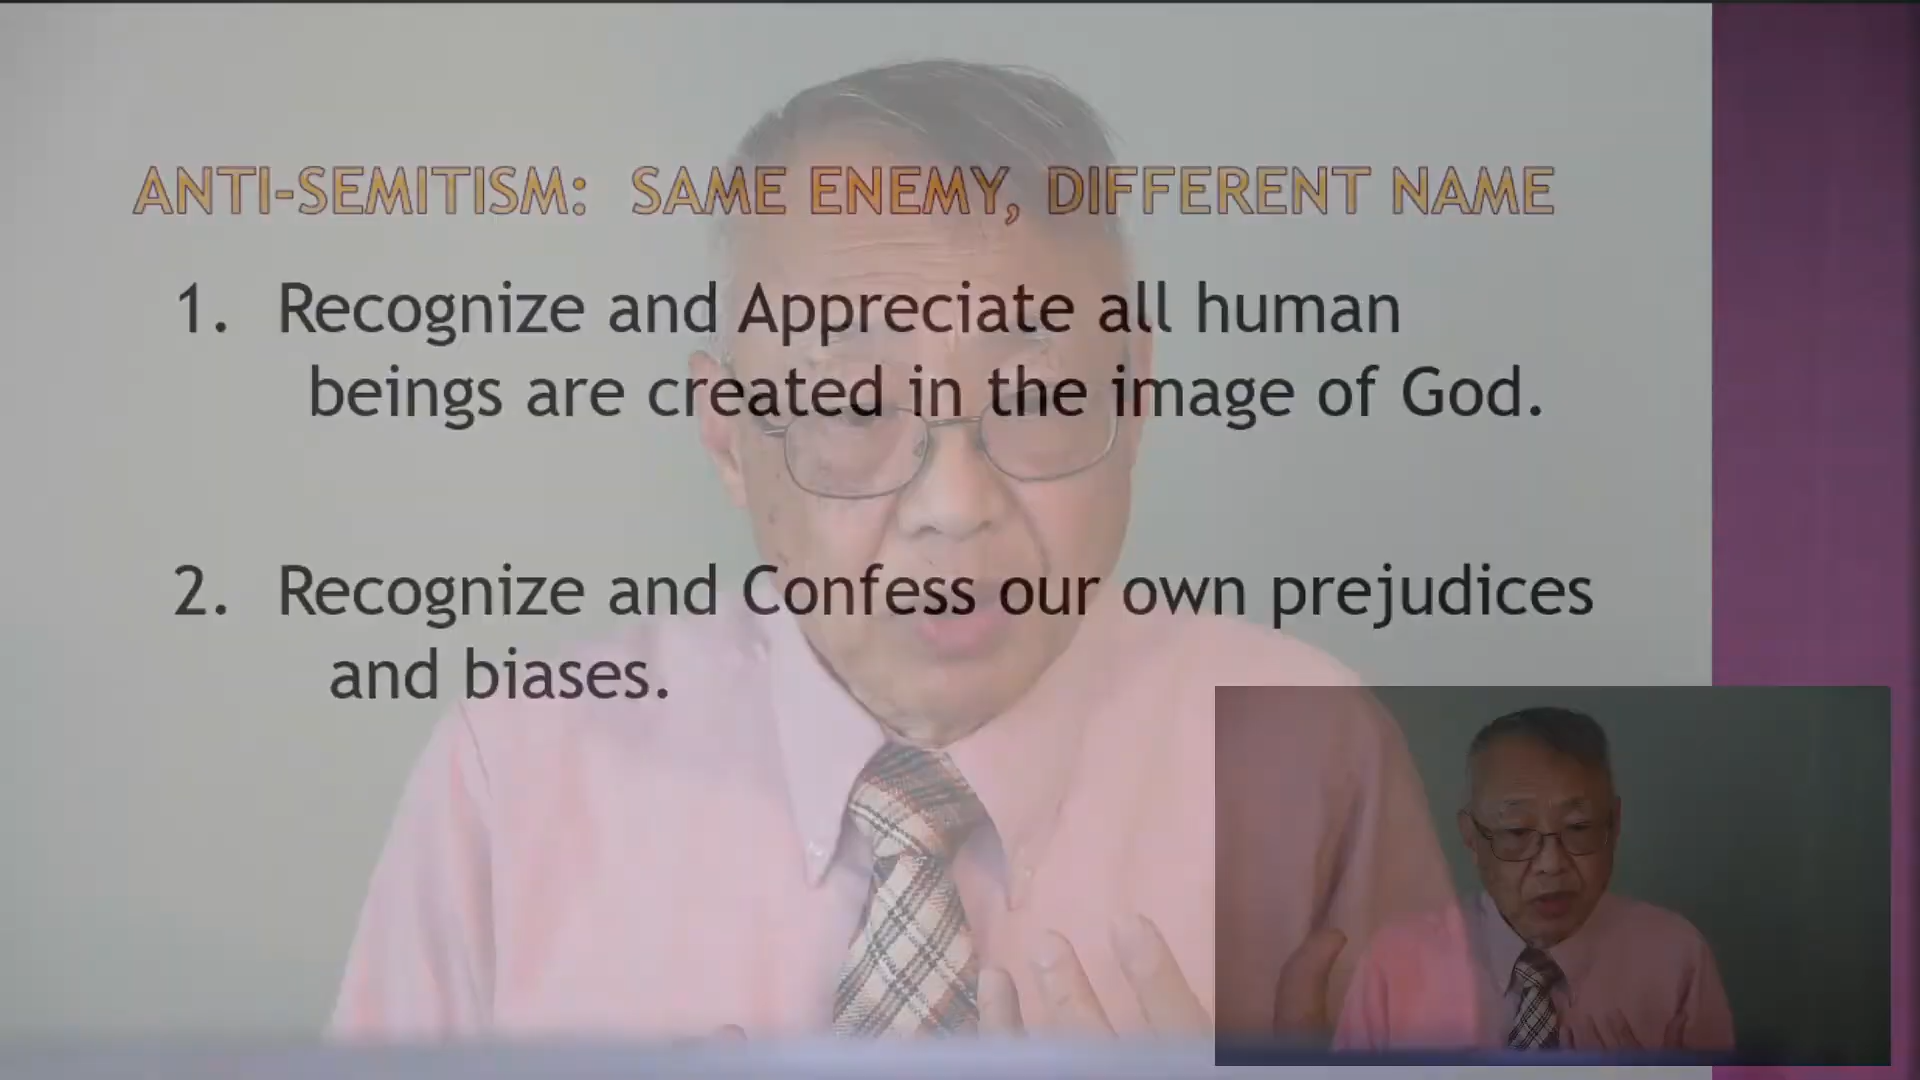 ANTI-SEMITISM: SAME ENEMY, DIFFERENT NAME
1. Recognize and Appreciate all human
beings are created in the image of God.
2. Recognize and Confess our own prejudices
and biases.